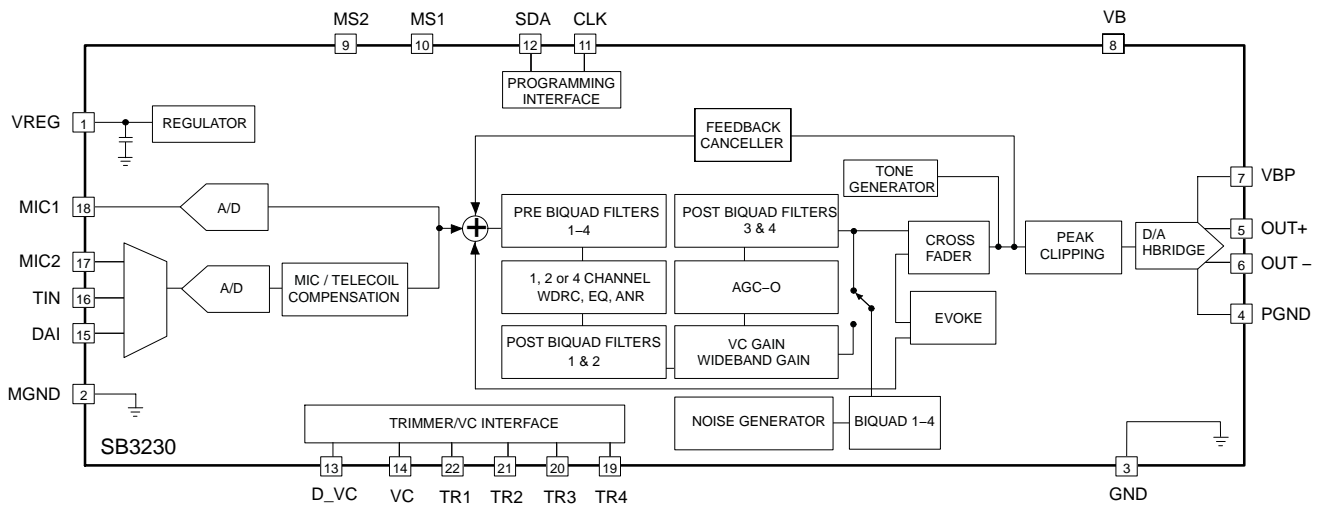 MS2
MS1
SDA
CLK
VB
9
10
12
11
8
PROGRAMMING
INTERFACE
VREG
1
REGULATOR
FEEDBACK
CANCELLER
TONE
GENERATOR
7
VBP
MIC1
18
A/D
PRE BIQUAD FILTERS
1–4
POST BIQUAD FILTERS
3 & 4
CROSS
FADER
PEAK
CLIPPING
D/A
HBRIDGE
5
OUT+
6
OUT –
MIC2
17
TIN
16
DAI
15
A/D
MIC / TELECOIL
COMPENSATION
1, 2 or 4 CHANNEL
WDRC, EQ, ANR
AGC–O
EVOKE
4
PGND
POST BIQUAD FILTERS
1 & 2
VC GAIN
WIDEBAND GAIN
MGND
2
NOISE GENERATOR
BIQUAD 1–4
TRIMMER/VC INTERFACE
SB3230
13
14
22
21
20
19
3
D_VC
VC
TR1
TR2
TR3
TR4
GND